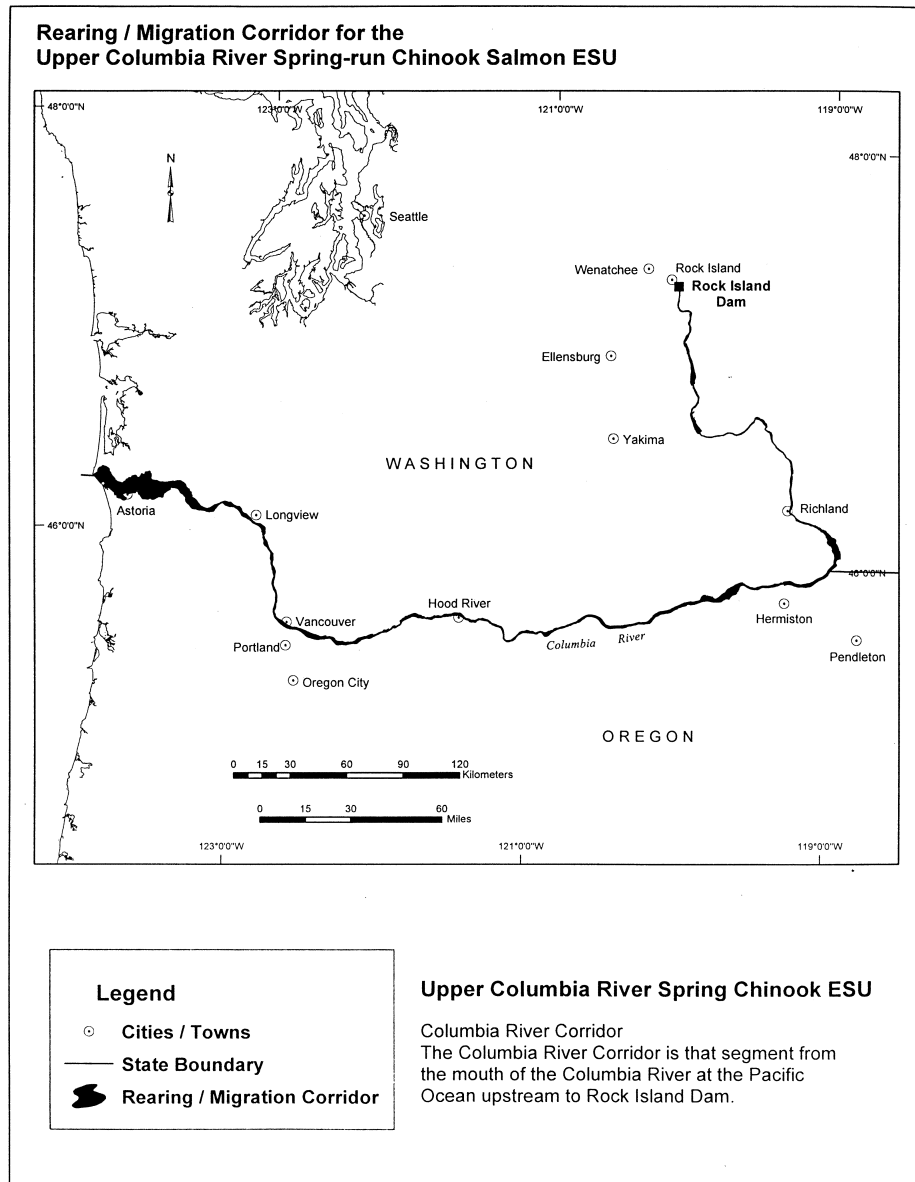 Rearing / Migration Corridor for the
Upper Columbia River Spring-run Chinook Salmon ESU
48°0'0"N
123°0'0"W
121°0'0"W
119°0'0"W
48°0'0"N
N
Seattle
Wenatchee
Rock Island
Rock Island
Dam
Ellensburg
Yakima
WASHINGTON
Astoria
Longview
Richland
46°0'0"N
46°0'0"N
Hood River
Vancouver
Hermiston
Columbia River
Portland
Pendleton
Oregon City
OREGON
0 15 30 60 90 120
Kilometers
0 15 30 60
Miles
123°0'0"W
121°0'0"W
119°0'0"W
Legend
Cities / Towns
State Boundary
Rearing / Migration Corridor
Upper Columbia River Spring Chinook ESU
Columbia River Corridor
The Columbia River Corridor is that segment from
the mouth of the Columbia River at the Pacific
Ocean upstream to Rock Island Dam.